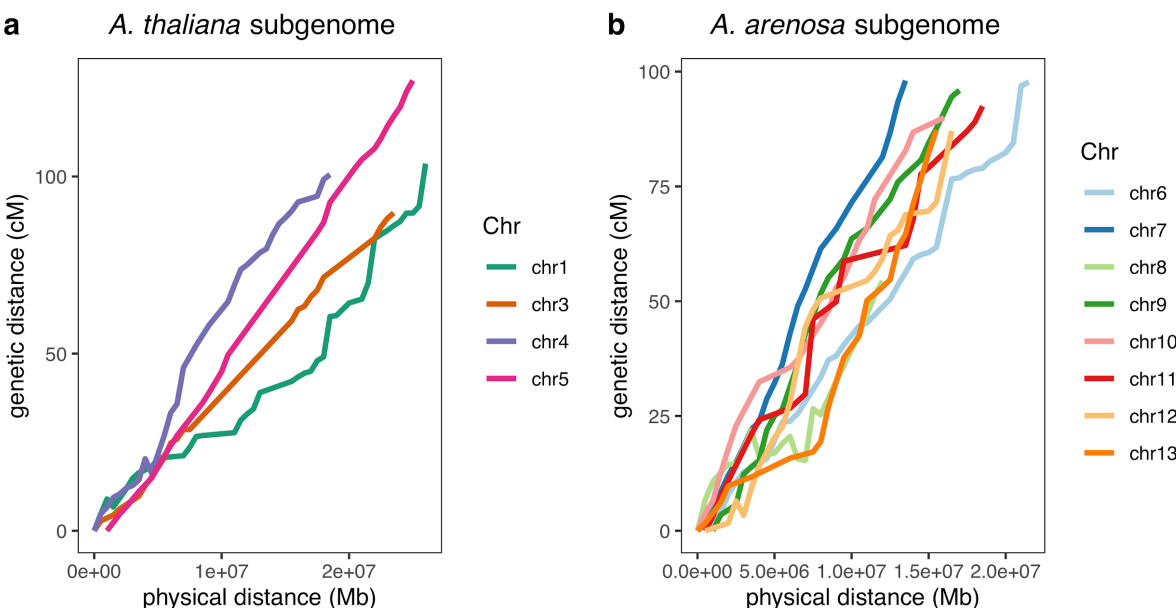 a
A. thaliana subgenome
genetic distance (cM)
100
50
0
0e+00 1e+07 2e+07
physical distance (Mb)
Chr
chr1
chr3
chr4
chr5
b
A. arenosa subgenome
genetic distance (cM)
100
75
50
25
0
0.0e+00 5.0e+06 1.0e+07 1.5e+07 2.0e+07
physical distance (Mb)
Chr
chr6
chr7
chr8
chr9
chr10
chr11
chr12
chr13